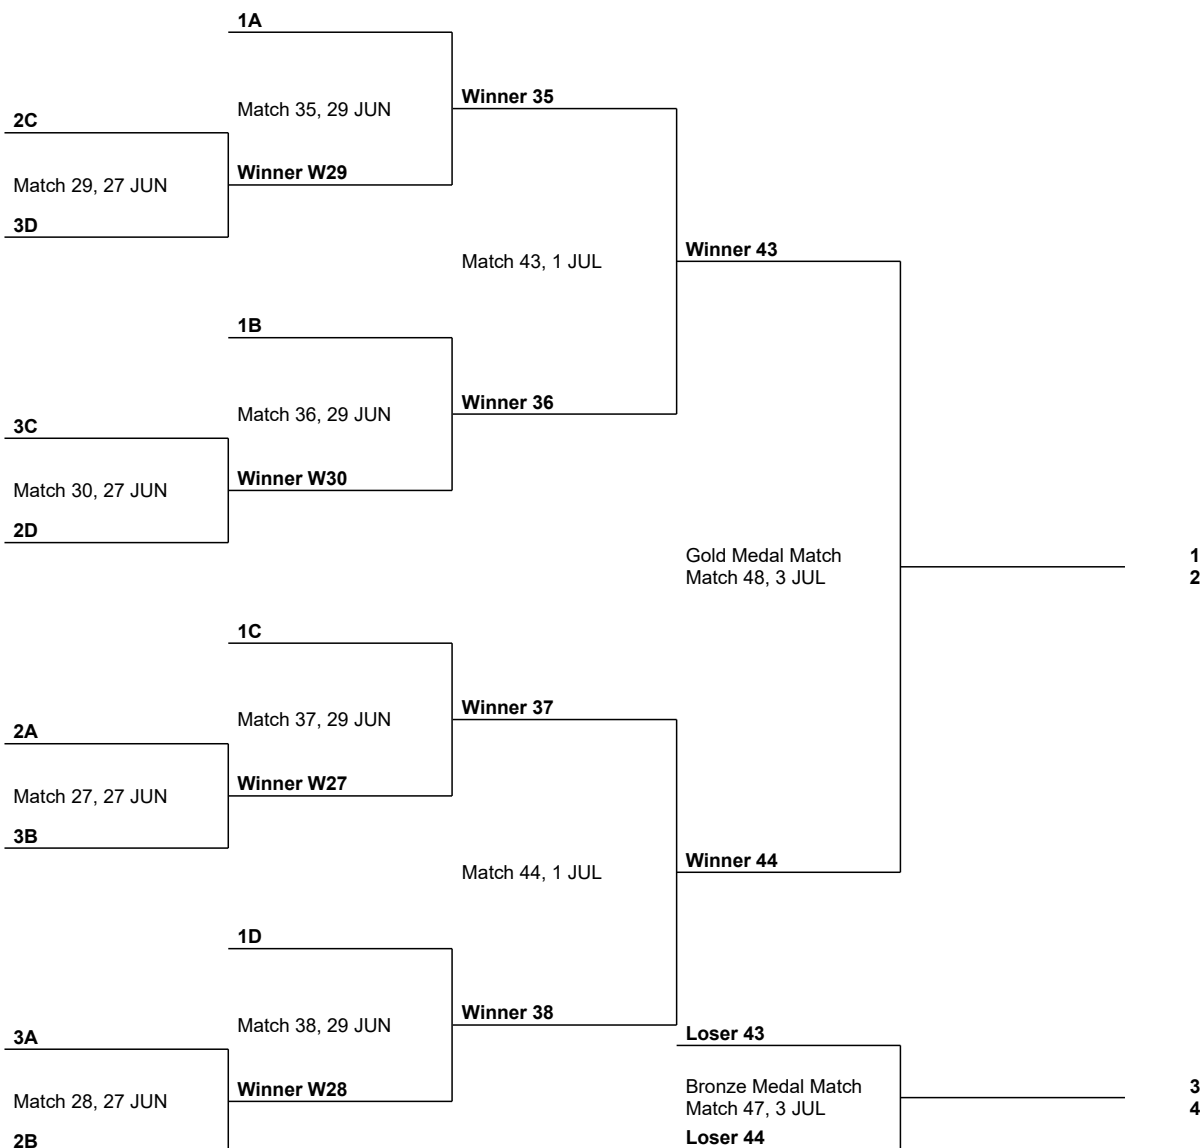 1A
Winner 35
Match 35, 29 JUN
2C
Winner W29
Match 29, 27 JUN
3D
Winner 43
Match 43, 1 JUL
1B
Winner 36
Match 36, 29 JUN
3C
Winner W30
Match 30, 27 JUN
2D
Gold Medal Match
Match 48, 3 JUL
1
2
1C
Winner 37
Match 37, 29 JUN
2A
Winner W27
Match 27, 27 JUN
3B
Winner 44
Match 44, 1 JUL
1D
Winner 38
Match 38, 29 JUN
3A
Winner W28
Match 28, 27 JUN
2B
Loser 43
Bronze Medal Match
Match 47, 3 JUL
Loser 44
3
4